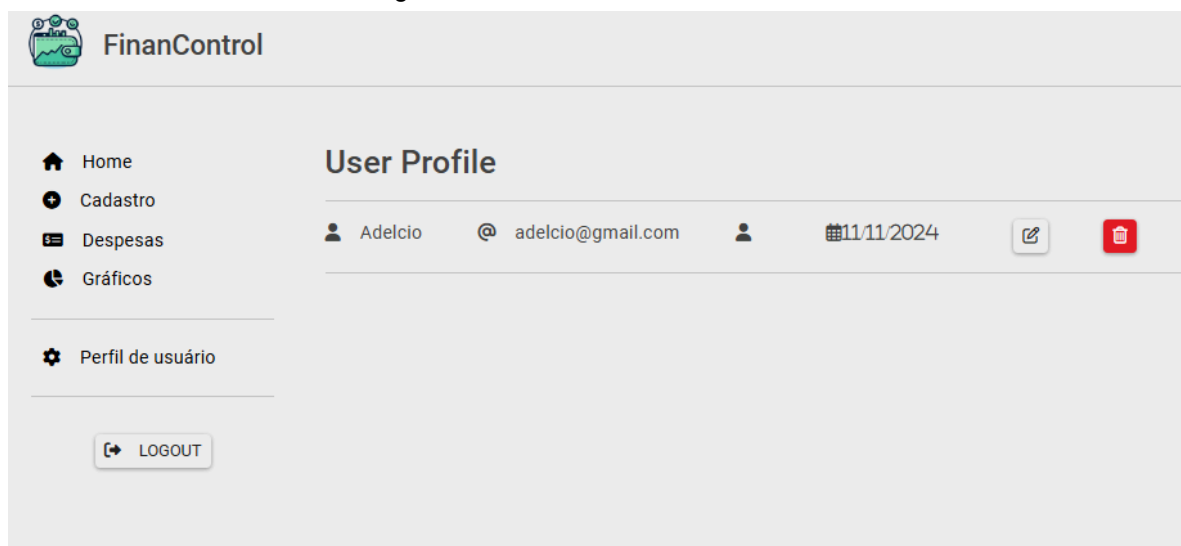 FinanControl
Home
Cadastro
Despesas
Gráficos
Perfil de usuário
LOGOUT
User Profile
Adelcio @ adelcio@gmail.com 11/11/2024